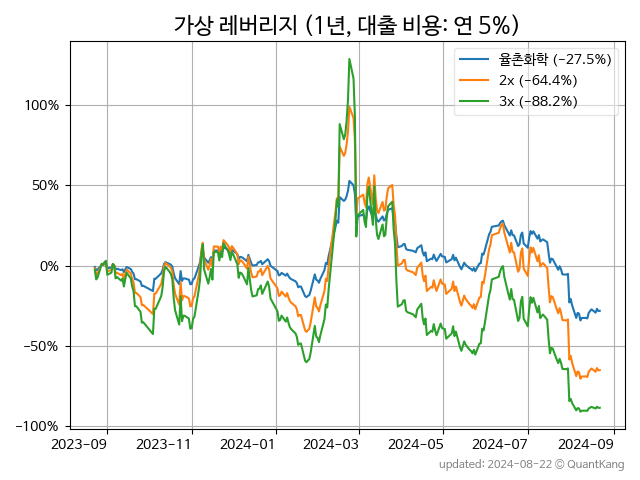 가상 레버리지 (1년, 대출 비용: 연 5%)
율촌화학 (-27.5%)
2x (-64.4%)
3x (-88.2%)
100%
50%
0%
−50%
−100%
2023-09 2023-11 2024-01 2024-03 2024-05 2024-07 2024-09
updated: 2024-08-22 © QuantKang